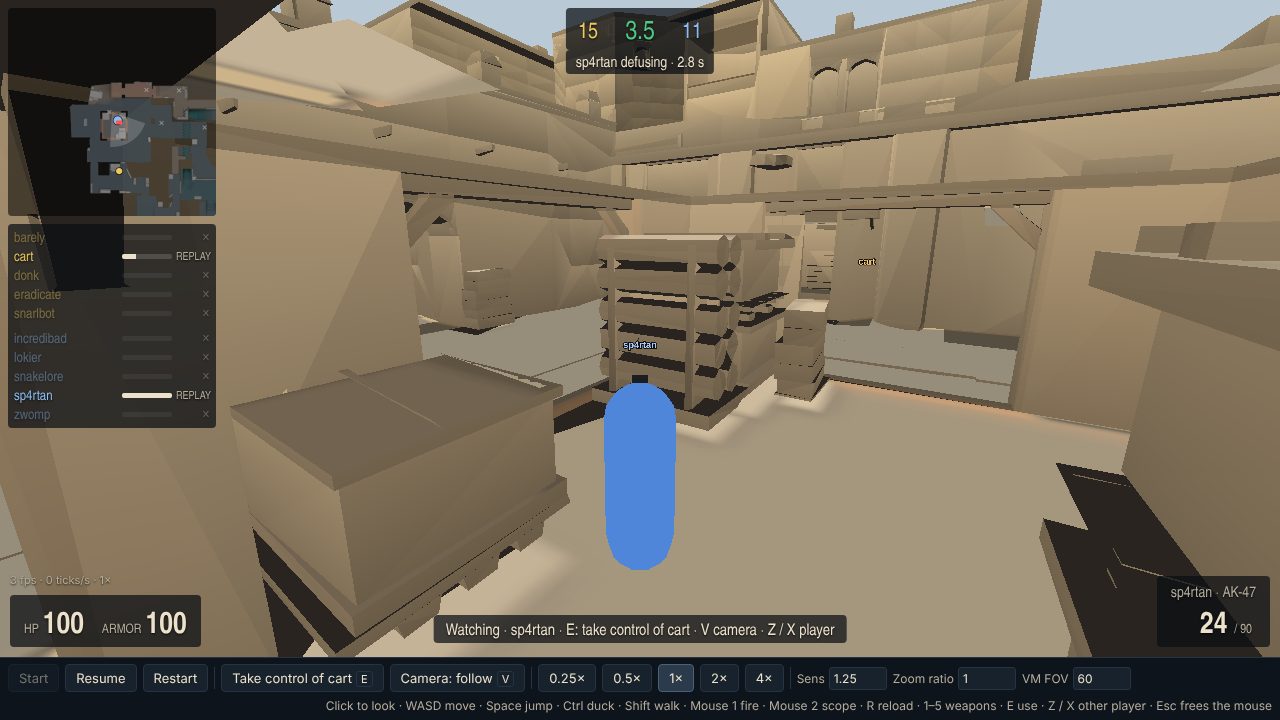 15 3.5 11
sp4rtan defusing · 2.8 s
barely ×
cart REPLAY
donk ×
eradicate ×
snarlbot ×
incredibad ×
lokier ×
snakelore ×
sp4rtan REPLAY
zwomp ×
cart
sp4rtan
3 fps · 0 ticks/s · 1×
HP 100 ARMOR 100
sp4rtan · AK-47
24 / 90
Watching · sp4rtan · E: take control of cart · V camera · Z / X player
Start Resume Restart Take control of cart E Camera: follow V 0.25× 0.5× 1× 2× 4× Sens 1.25 Zoom ratio 1 VM FOV 60
Click to look · WASD move · Space jump · Ctrl duck · Shift walk · Mouse 1 fire · Mouse 2 scope · R reload · 1–5 weapons · E use · Z / X other player · Esc frees the mouse